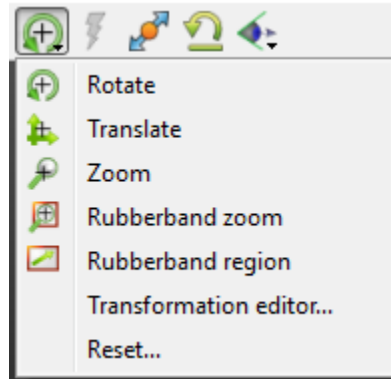 Rotate
Translate
Zoom
Rubberband zoom
Rubberband region
Transformation editor...
Reset...